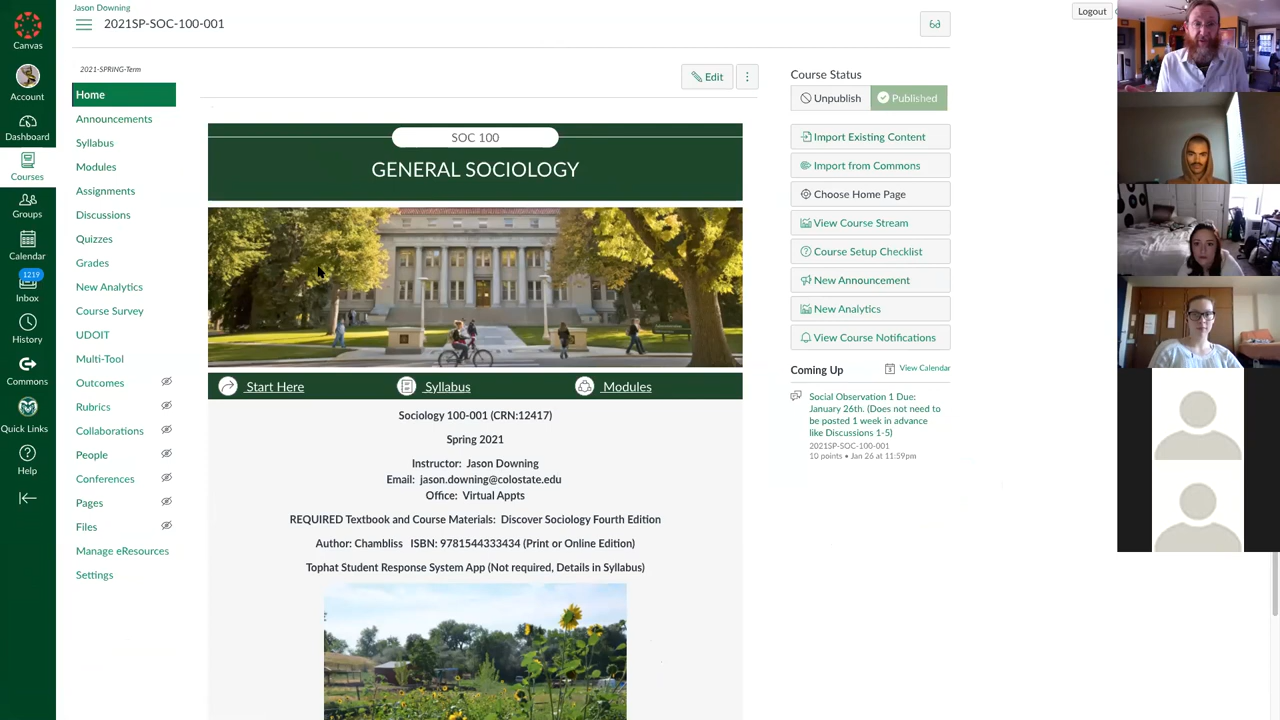 Jason Downing
2021SP-SOC-100-001
Logout
Canvas
Account
Dashboard
Courses
Groups
Calendar
1219
Inbox
History
Commons
Quick Links
Help
2021-SPRING-Term
Home
Announcements
Syllabus
Modules
Assignments
Discussions
Quizzes
Grades
New Analytics
Course Survey
UDOIT
Multi-Tool
Outcomes
Rubrics
Collaborations
People
Conferences
Pages
Files
Manage eResources
Settings
Edit
SOC 100
GENERAL SOCIOLOGY
Start Here
Syllabus
Modules
Sociology 100-001 (CRN:12417)
Spring 2021
Instructor: Jason Downing
Email: jason.downing@colostate.edu
Office: Virtual Appts
REQUIRED Textbook and Course Materials: Discover Sociology Fourth Edition
Author: Chambliss ISBN: 9781544333434 (Print or Online Edition)
Tophat Student Response System App (Not required, Details in Syllabus)
Course Status
Unpublish
Published
Import Existing Content
Import from Commons
Choose Home Page
View Course Stream
Course Setup Checklist
New Announcement
New Analytics
View Course Notifications
Coming Up
View Calendar
Social Observation 1 Due:
January 26th. (Does not need to
be posted 1 week in advance
like Discussions 1-5)
2021SP-SOC-100-001
10 points • Jan 26 at 11:59pm